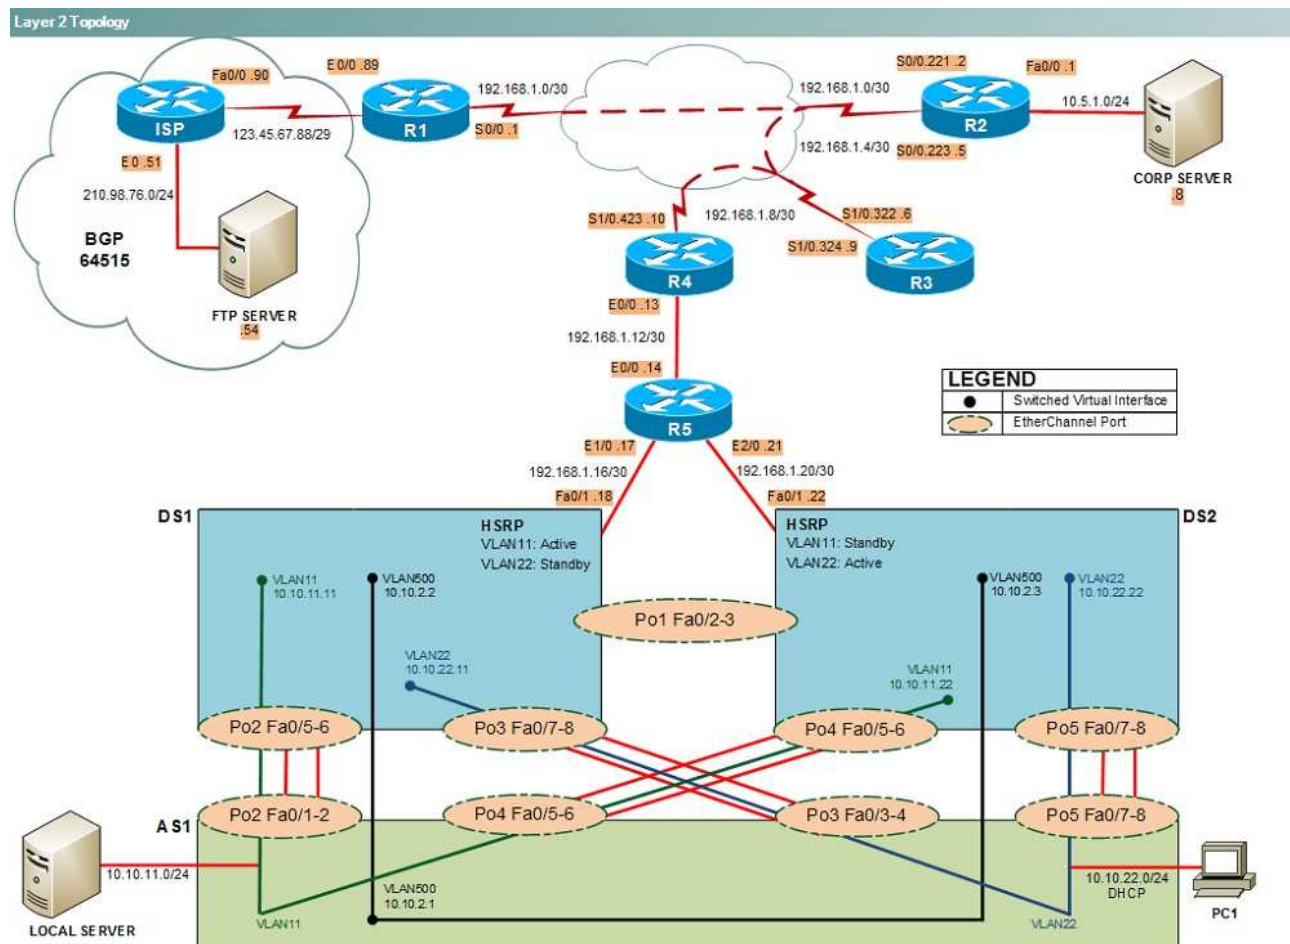 Layer 2 Topology
Fa0/0 .90
E0/0 .89
192.168.1.0/30
192.168.1.0/30
S0/0.221 .2
Fa0/0 .1
ISP
R1
R2
10.5.1.0/24
123.45.67.88/29
S0/0 .1
192.168.1.4/30
S0/0.223 .5
E0 .51
CORP SERVER
.8
210.98.76.0/24
S1/0.423 .10
192.168.1.8/30
S1/0.322 .6
BGP
64515
S1/0.324 .9
R4
R3
FTP SERVER
.54
E0/0 .13
192.168.1.12/30
E0/0 .14
LEGEND
Switched Virtual Interface
EtherChannel Port
R5
E1/0 .17
E2/0 .21
192.168.1.16/30
192.168.1.20/30
Fa0/1 .18
Fa0/1 .22
DS1
HSRP
VLAN11: Active
VLAN22: Standby
HSRP
VLAN11: Standby
VLAN22: Active
DS2
VLAN11
10.10.11.11
VLAN500
10.10.2.2
VLAN500
10.10.2.3
VLAN22
10.10.22.22
Po1 Fa0/2-3
VLAN22
10.10.22.11
VLAN11
10.10.11.22
Po2 Fa0/5-6
Po3 Fa0/7-8
Po4 Fa0/5-6
Po5 Fa0/7-8
AS1
Po2 Fa0/1-2
Po4 Fa0/5-6
Po3 Fa0/3-4
Po5 Fa0/7-8
10.10.11.0/24
VLAN500
10.10.2.1
10.10.22.0/24
DHCP
PC1
LOCAL SERVER
VLAN11
VLAN22